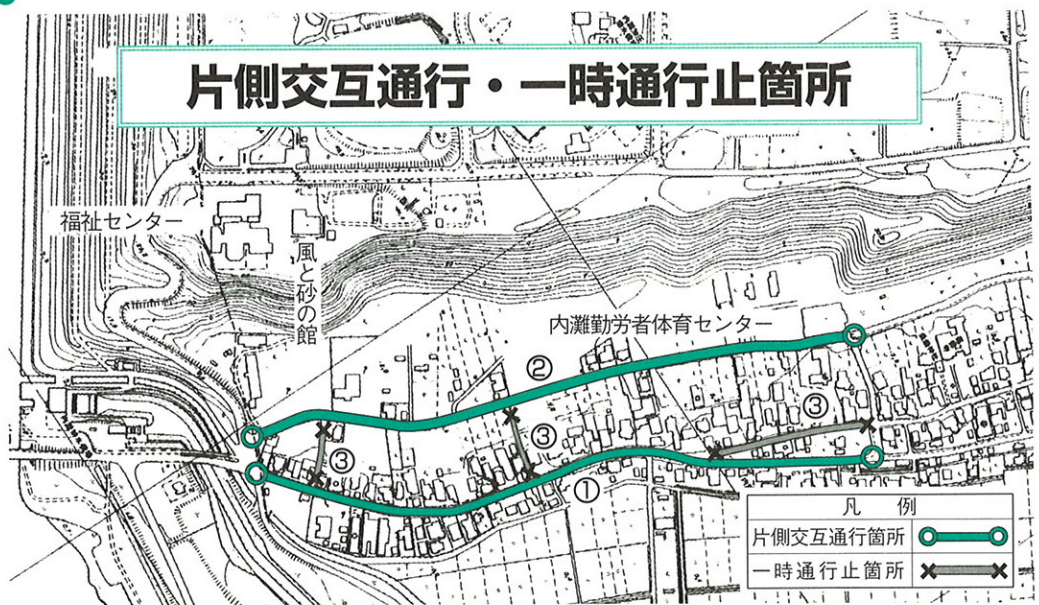 片側交互通行・一時通行止箇所
福祉センター
風と砂の館
内灘勤労者体育センター
②
③
③
③
①
凡 例
片側交互通行箇所
一時通行止箇所